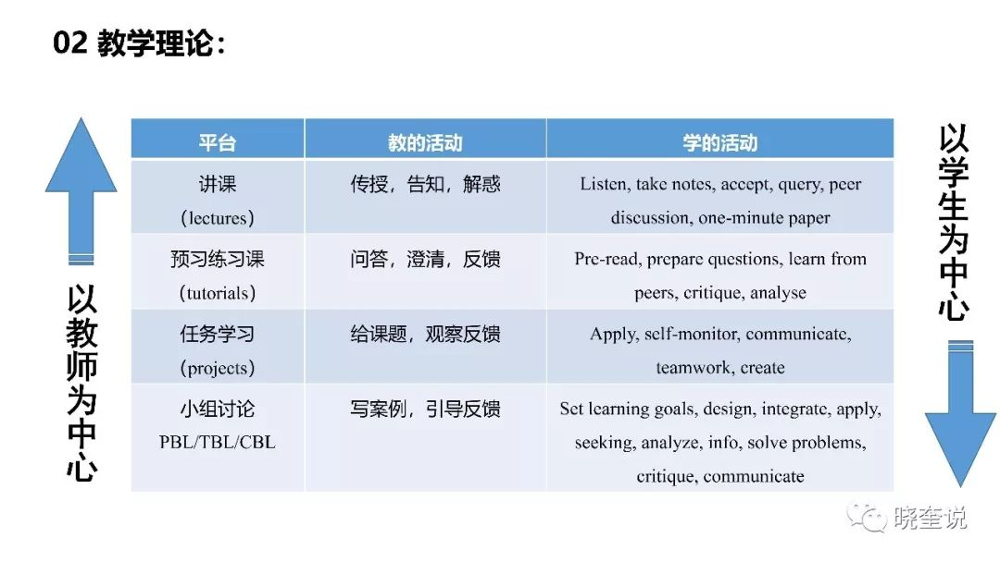 02 教学理论：
以教师为中心
平台
教的活动
学的活动
讲课
（lectures）
传授，告知，解惑
Listen, take notes, accept, query, peer
discussion, one-minute paper
预习练习课
（tutorials）
问答，澄清，反馈
Pre-read, prepare questions, learn from
peers, critique, analyse
任务学习
（projects）
给课题，观察反馈
Apply, self-monitor, communicate,
teamwork, create
小组讨论
PBL/TBL/CBL
写案例，引导反馈
Set learning goals, design, integrate, apply,
seeking, analyze, info, solve problems,
critique, communicate
以学生为中心
晓奎说